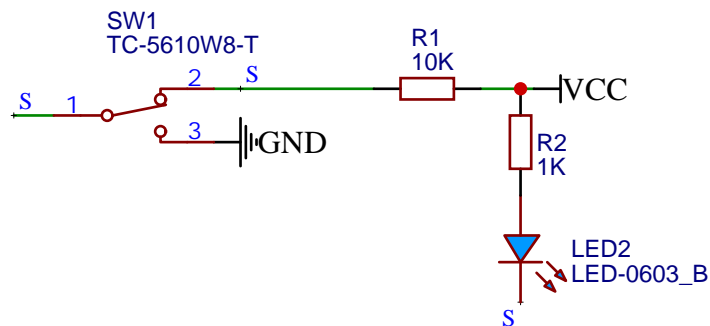 SW1
TC-5610W8-T
R1
10K
S
1
2
S
VCC
3
GND
R2
1K
LED2
LED-0603_B
S